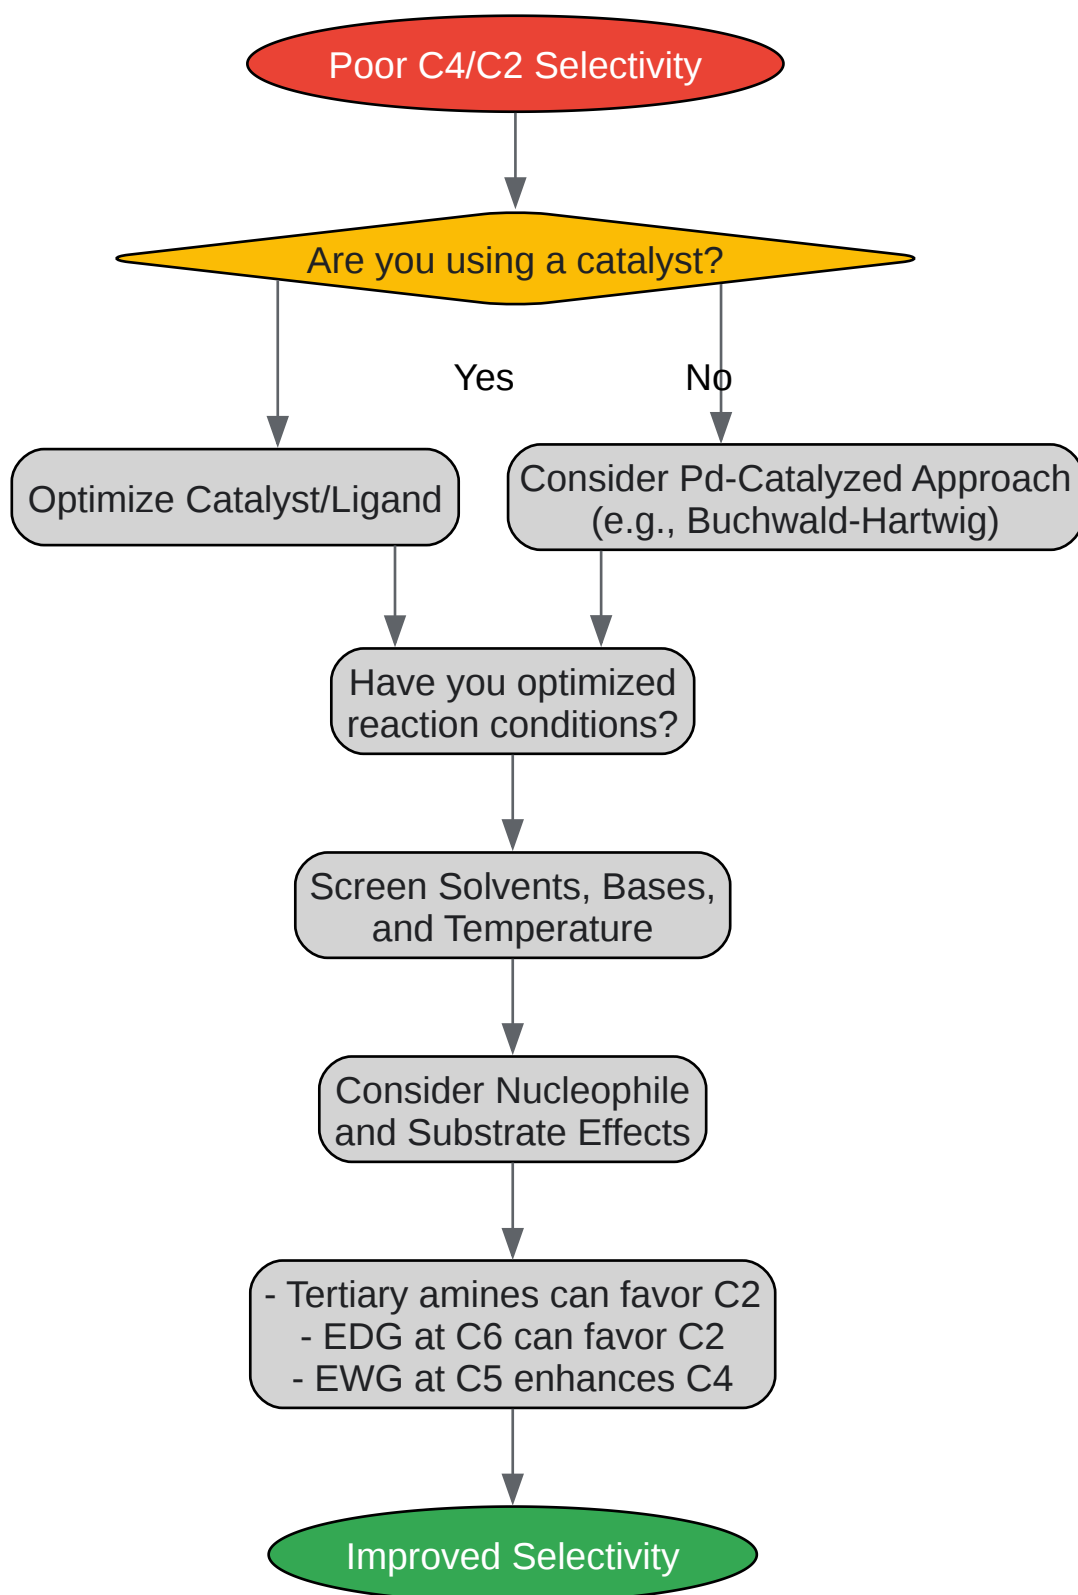 Poor C4/C2 Selectivity
Are you using a catalyst?
Yes
No
Optimize Catalyst/Ligand
Consider Pd-Catalyzed Approach
(e.g., Buchwald-Hartwig)
Have you optimized
reaction conditions?
Screen Solvents, Bases,
and Temperature
Consider Nucleophile
and Substrate Effects
- Tertiary amines can favor C2
- EDG at C6 can favor C2
- EWG at C5 enhances C4
Improved Selectivity